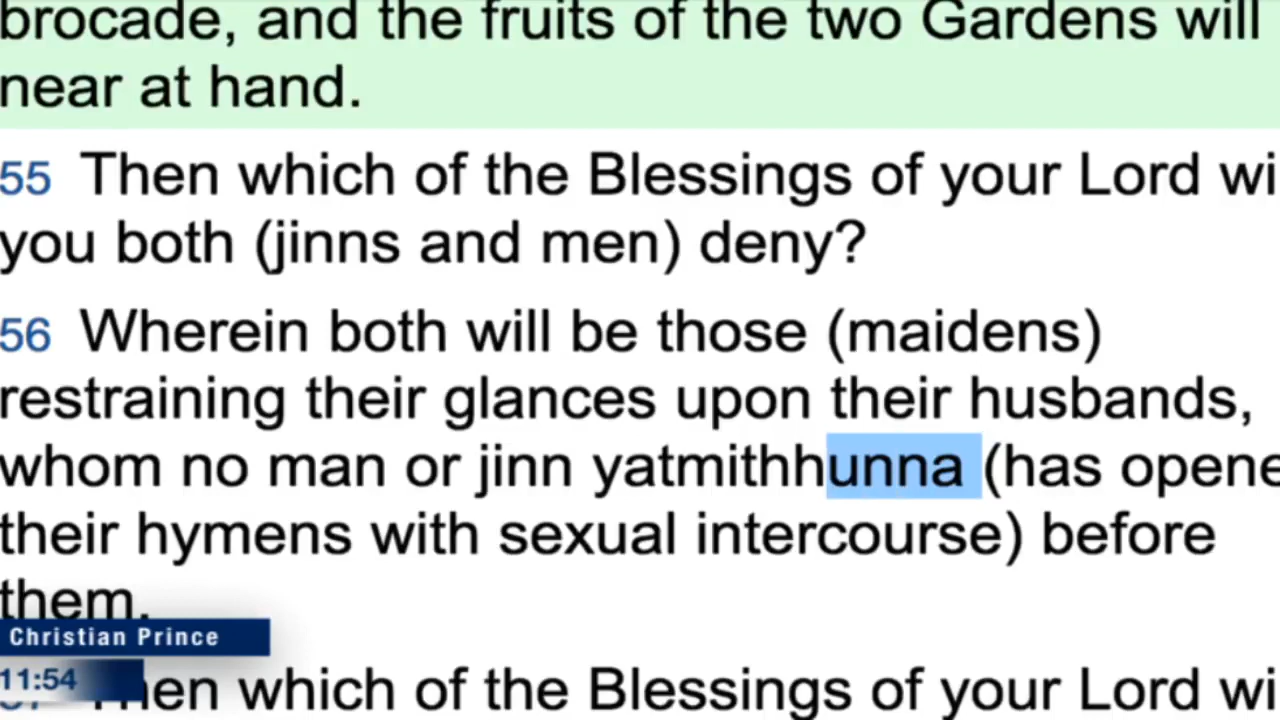 brocade, and the fruits of the two Gardens will
near at hand.
55 Then which of the Blessings of your Lord wi
you both (jinns and men) deny?
56 Wherein both will be those (maidens)
restraining their glances upon their husbands,
whom no man or jinn yatmithhunna (has opene
their hymens with sexual intercourse) before
them.
Christian Prince
11:54
57 Then which of the Blessings of your Lord wi